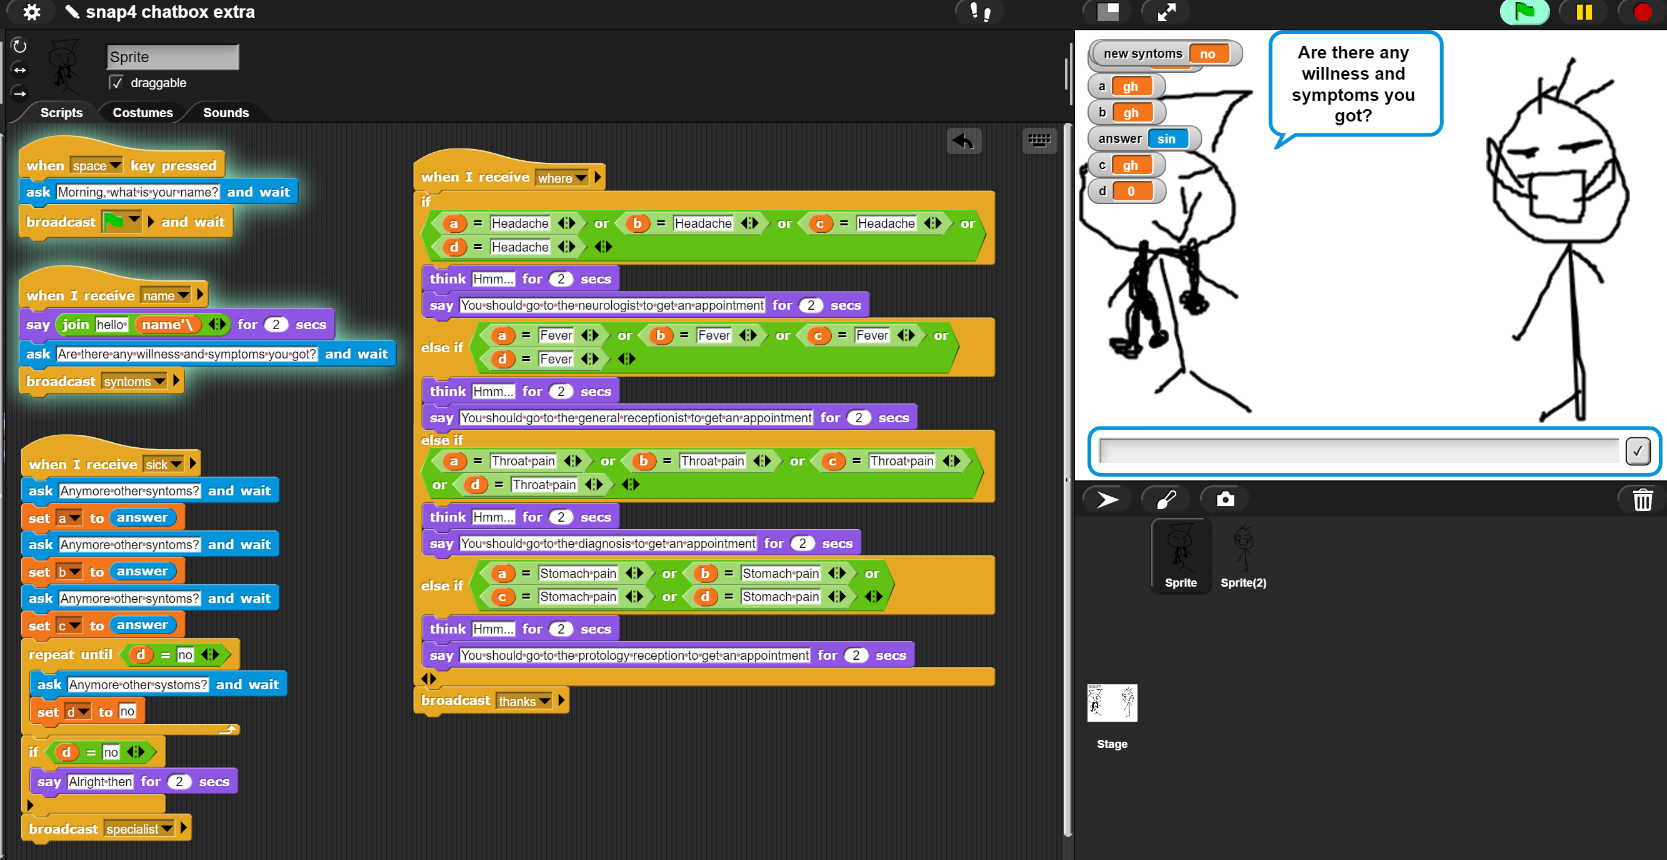 snap4 chatbox extra
Sprite
draggable
Scripts Costumes Sounds
when space key pressed
ask Morning, what is your name? and wait
broadcast and wait
when I receive name
say join hello name'\ for 2 secs
ask Are there any willness and symptoms you got? and wait
broadcast syntoms
when I receive sick
ask Anymore other syntoms? and wait
set a to answer
ask Anymore other syntoms? and wait
set b to answer
ask Anymore other syntoms? and wait
set c to answer
repeat until d = no
ask Anymore other systoms? and wait
set d to no
if d = no
say Alright then for 2 secs
broadcast specialist
when I receive where
if
a = Headache or b = Headache or c = Headache or
d = Headache
think Hmm... for 2 secs
say You should go to the neurologist to get an appointment for 2 secs
else if a = Fever or b = Fever or c = Fever or
d = Fever
think Hmm... for 2 secs
say You should go to the general receptionist to get an appointment for 2 secs
else if
a = Throat pain or b = Throat pain or c = Throat pain
or d = Throat pain
think Hmm... for 2 secs
say You should go to the diagnosis to get an appointment for 2 secs
else if a = Stomach pain or b = Stomach pain or
c = Stomach pain or d = Stomach pain
think Hmm... for 2 secs
say You should go to the protology reception to get an appointment for 2 secs
broadcast thanks
new syntoms no
a gh
b gh
answer sin
c gh
d 0
Are there any
willness and
symptoms you
got?
Sprite Sprite(2)
Stage